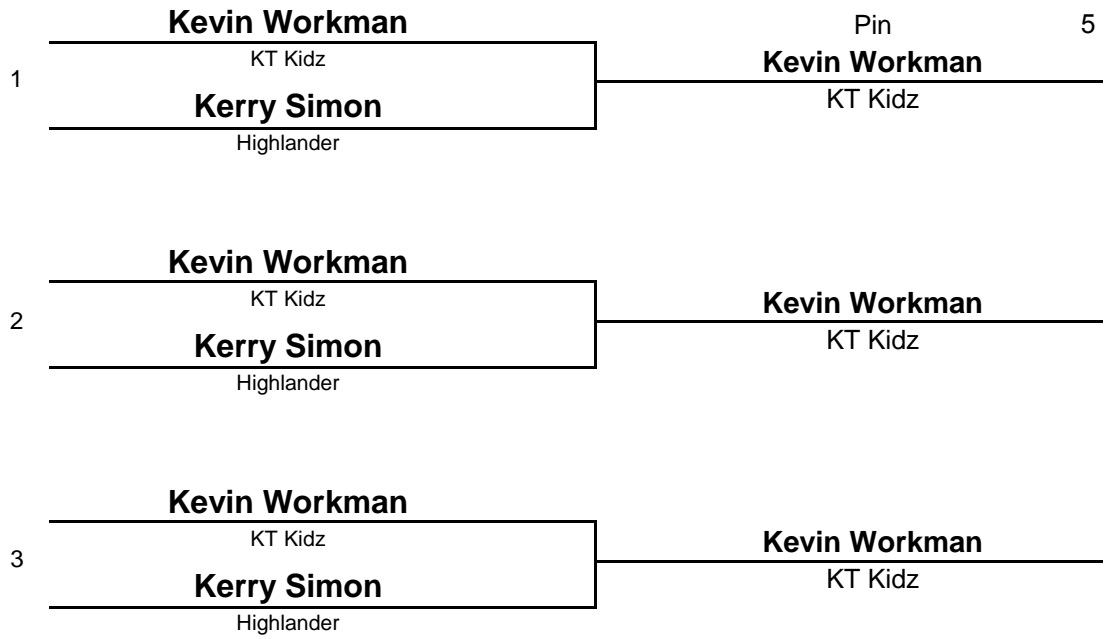 Kevin Workman
KT Kidz
1
Kerry Simon
Highlander
Pin 5
Kevin Workman
KT Kidz
Kevin Workman
KT Kidz
2
Kerry Simon
Highlander
Kevin Workman
KT Kidz
Kevin Workman
KT Kidz
3
Kerry Simon
Highlander
Kevin Workman
KT Kidz